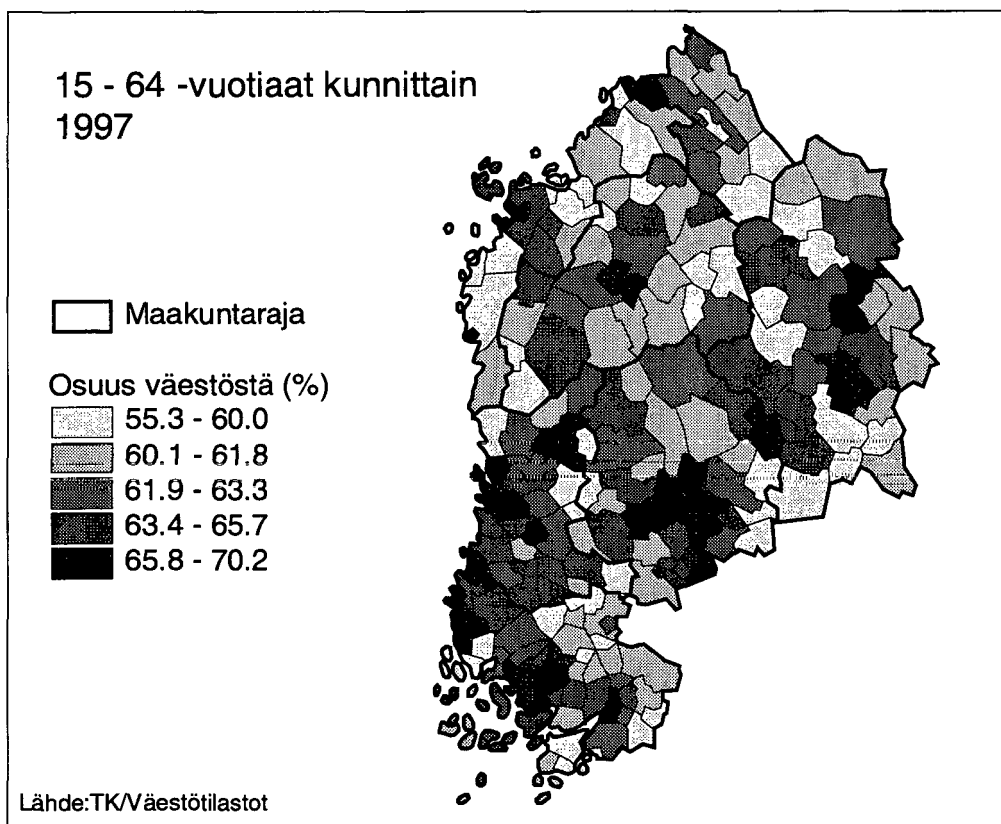 15 - 64 -vuotiaat kunnittain
1997
Maakuntaraja
Osuus väestöstä (%)
55.3 - 60.0
60.1 - 61.8
61.9 - 63.3
63.4 - 65.7
65.8 - 70.2
Lähde:TK/Väestötilastot